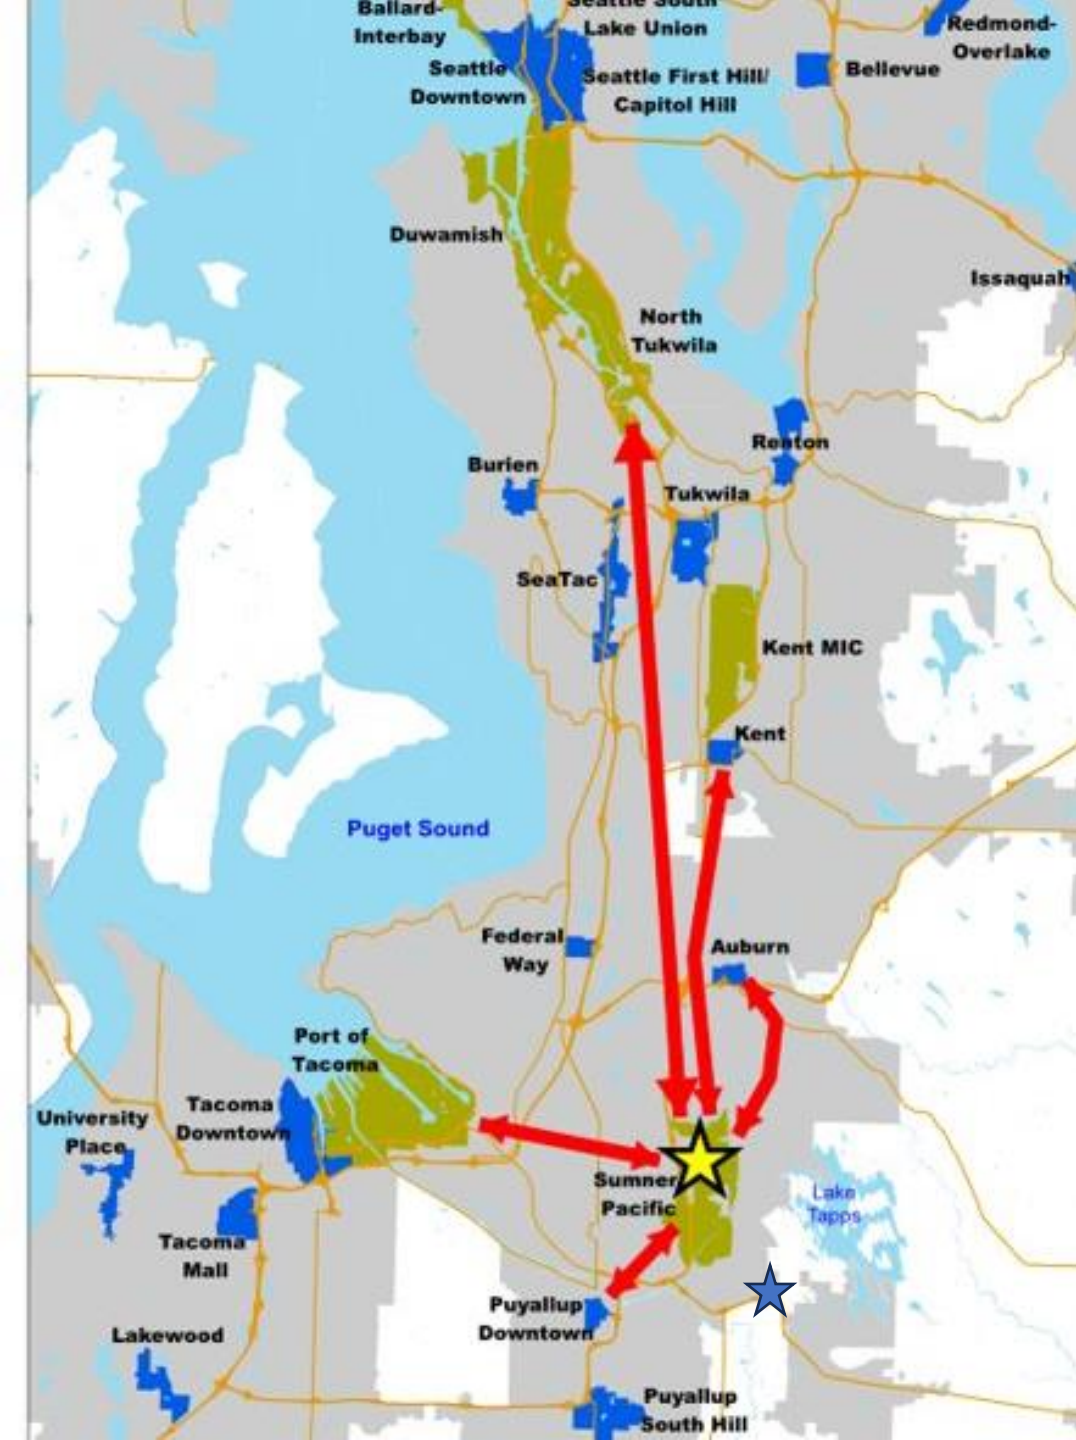 Ballard-
Interbay
Seattle South
Lake Union
Redmond-
Overlake
Seattle
Downtown
Seattle First Hill/
Capitol Hill
Bellevue
Duwamish
Issaquah
North
Tukwila
Renton
Burien
Tukwila
SeaTac
Kent MIC
Kent
Puget Sound
Federal
Way
Auburn
Port of
Tacoma
Tacoma
Downtown
University
Place
Sumner
Pacific
Lake
Tapps
Tacoma
Mall
Puyallup
Downtown
Lakewood
Puyallup
South Hill